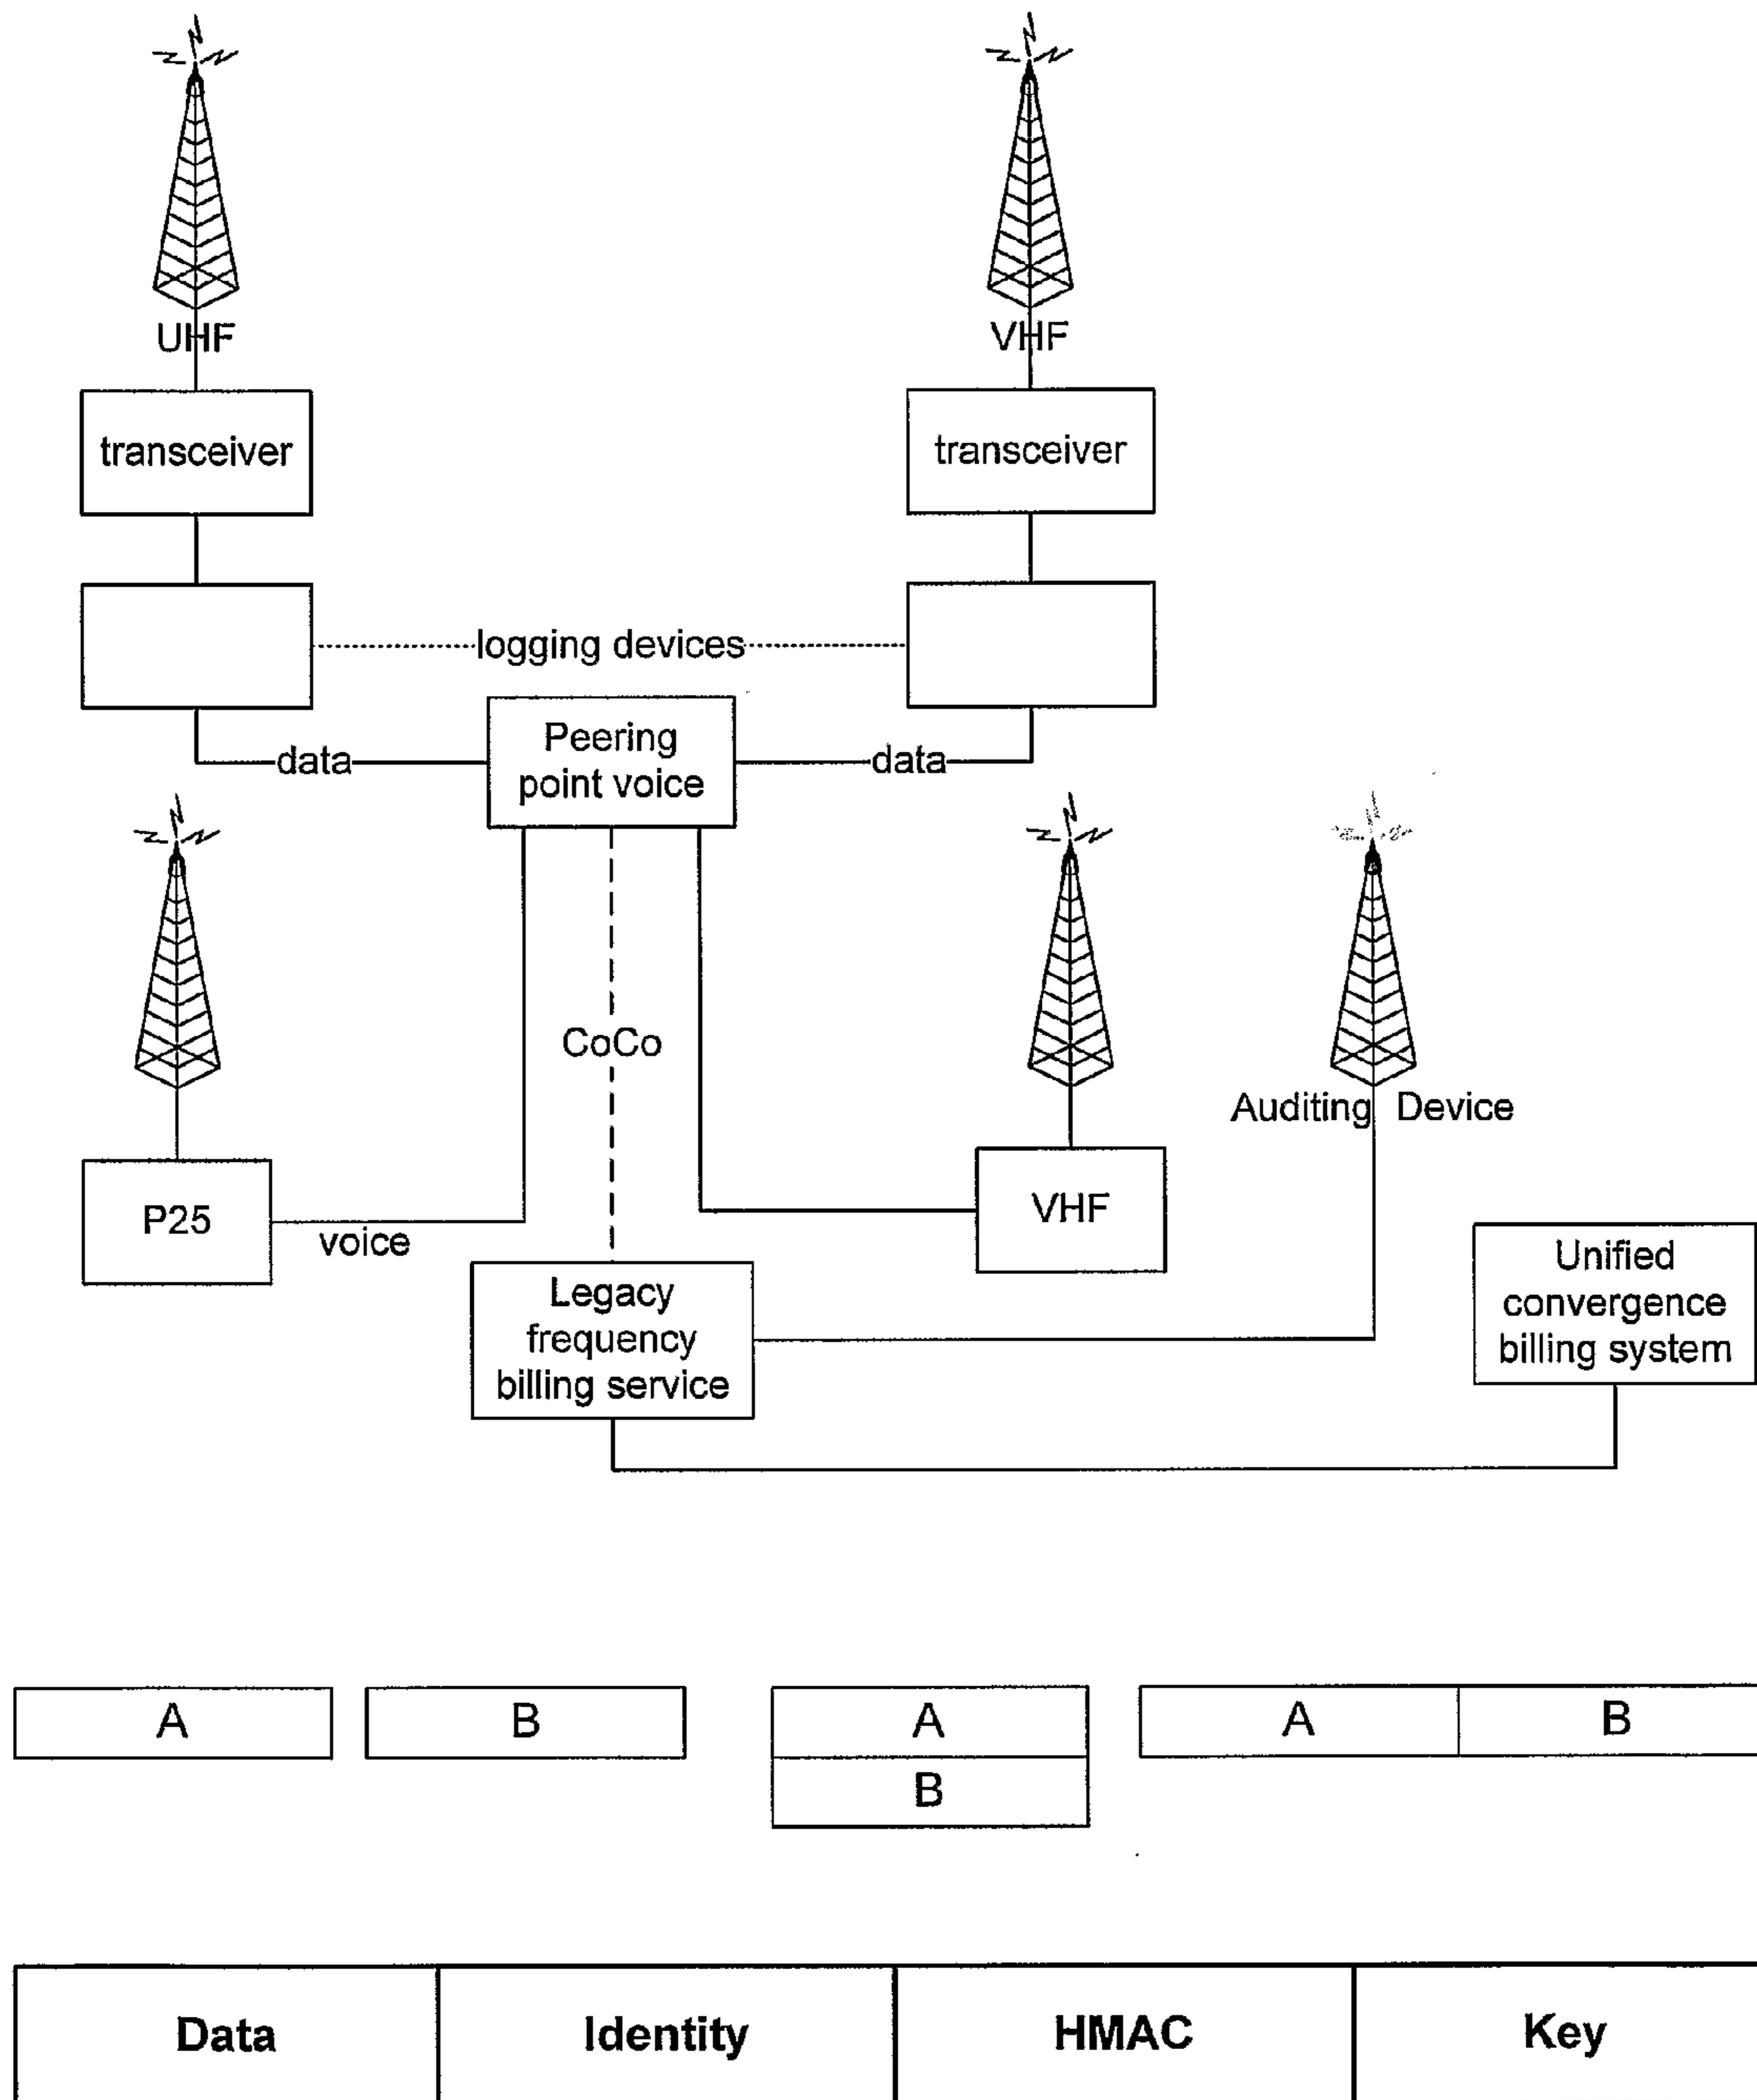 UHF
VHF
transceiver
transceiver
logging devices
Peering
point voice
data
data
CoCo
Auditing Device
P25
voice
VHF
Legacy
frequency
billing service
Unified
convergence
billing system
A
B
A
B
A
B
Data
Identity
HMAC
Key